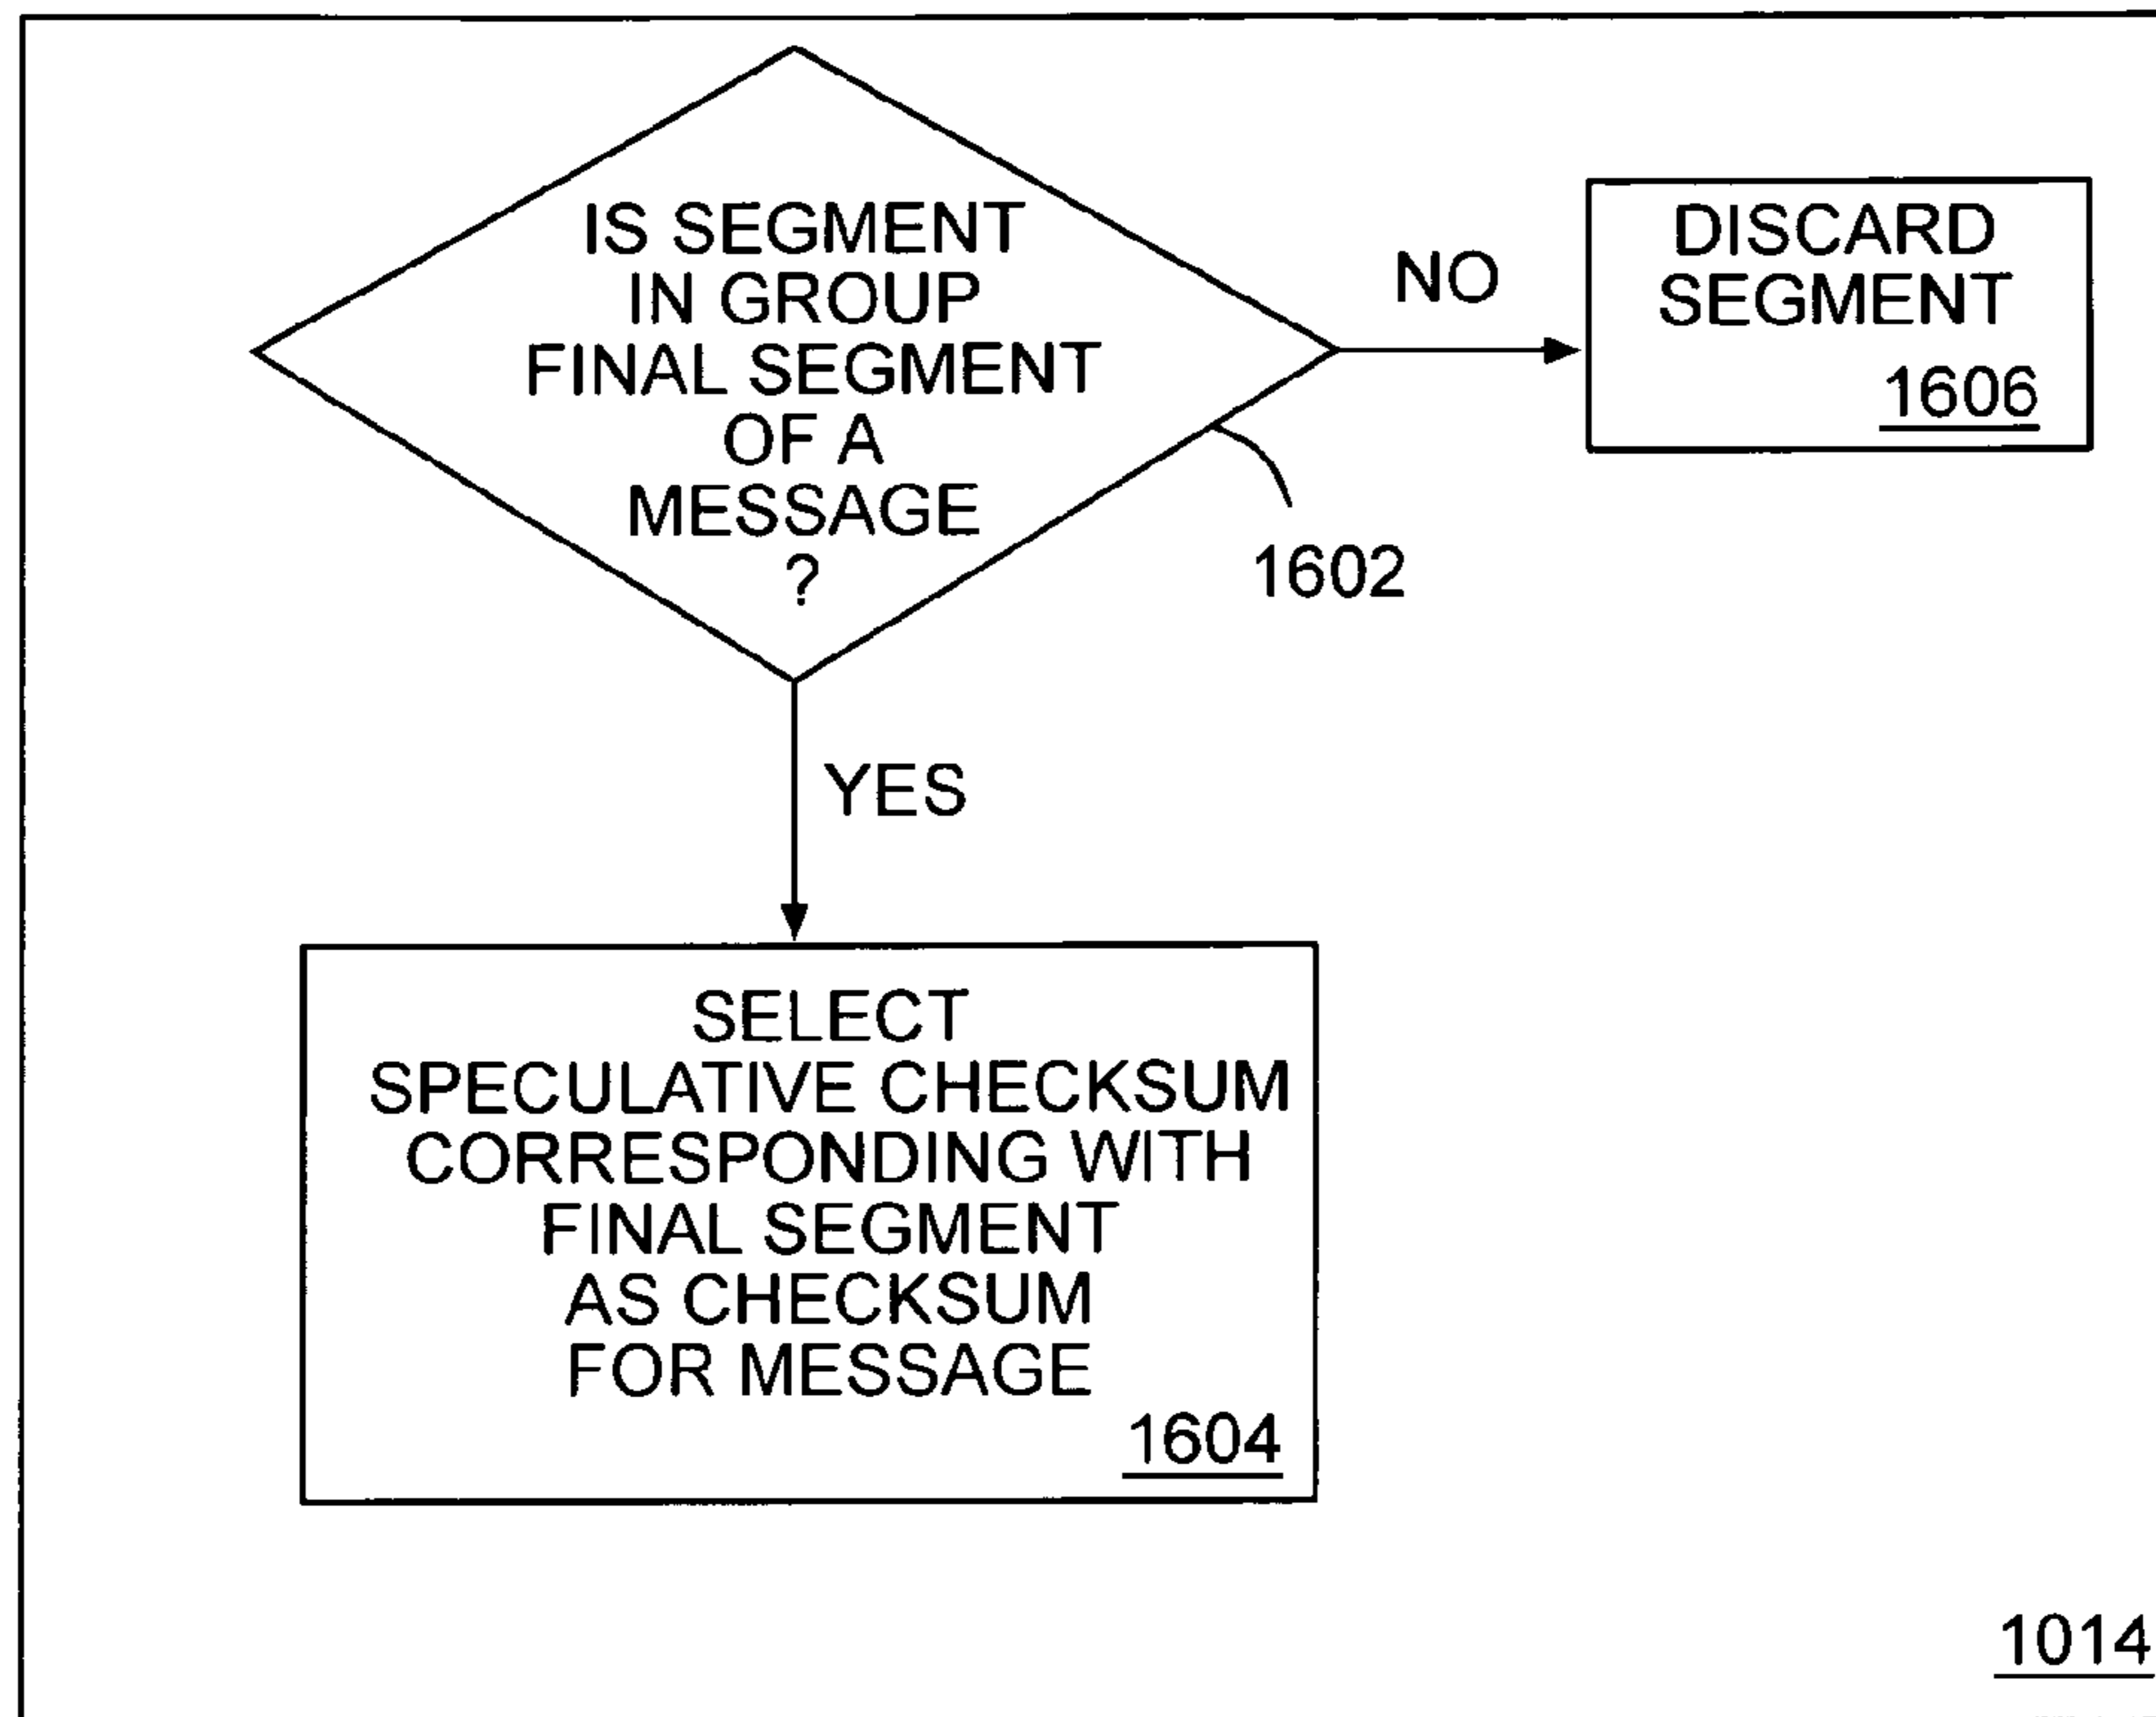 IS SEGMENT
IN GROUP
FINAL SEGMENT
OF A
MESSAGE
?
1602
NO
DISCARD
SEGMENT
1606
YES
SELECT
SPECULATIVE CHECKSUM
CORRESPONDING WITH
FINAL SEGMENT
AS CHECKSUM
FOR MESSAGE
1604
1014